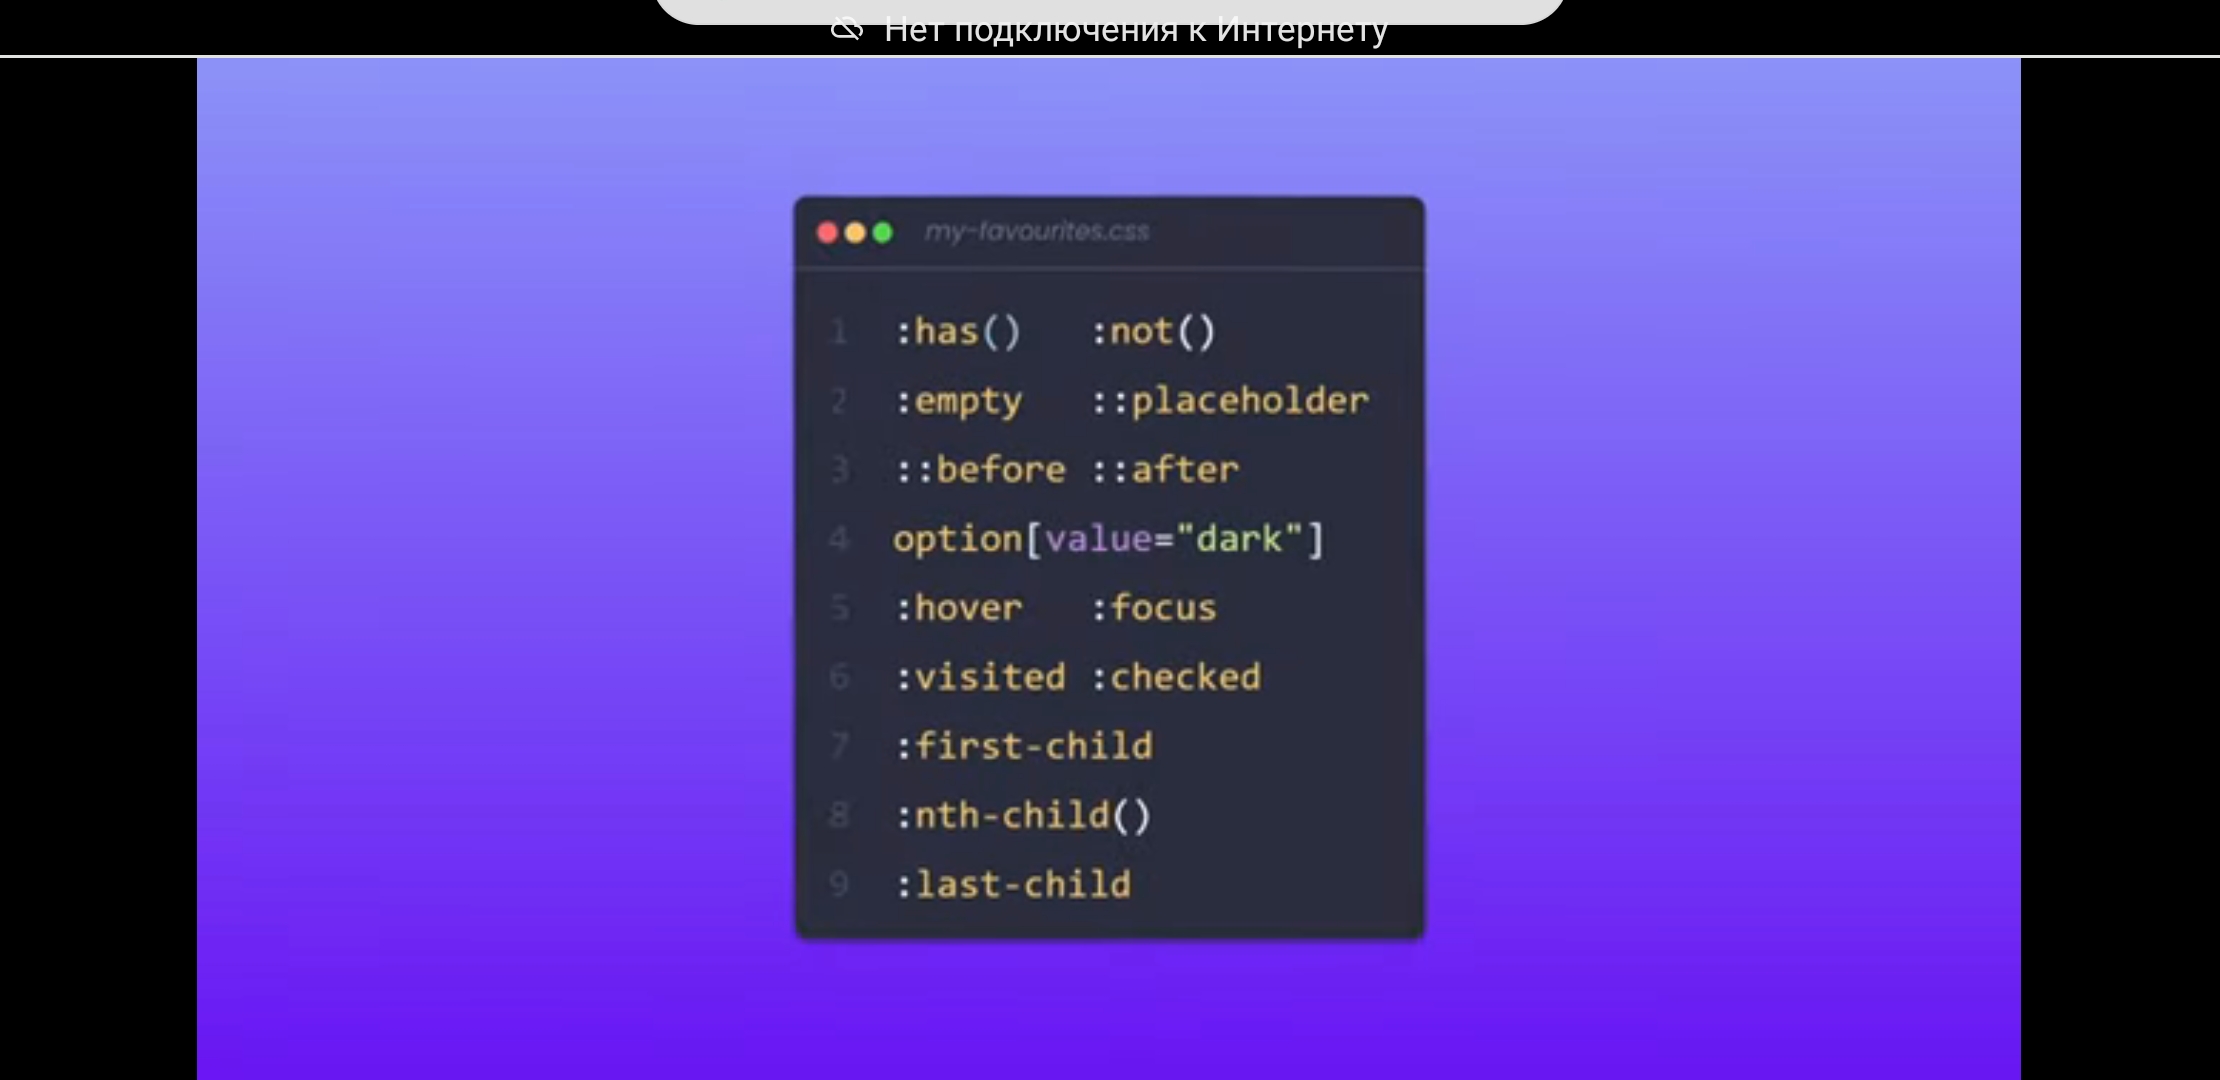 Нет подключения к Интернету
my-favourites.css
1 :has() :not()
2 :empty ::placeholder
3 ::before ::after
4 option[value="dark"]
5 :hover :focus
6 :visited :checked
7 :first-child
8 :nth-child()
9 :last-child